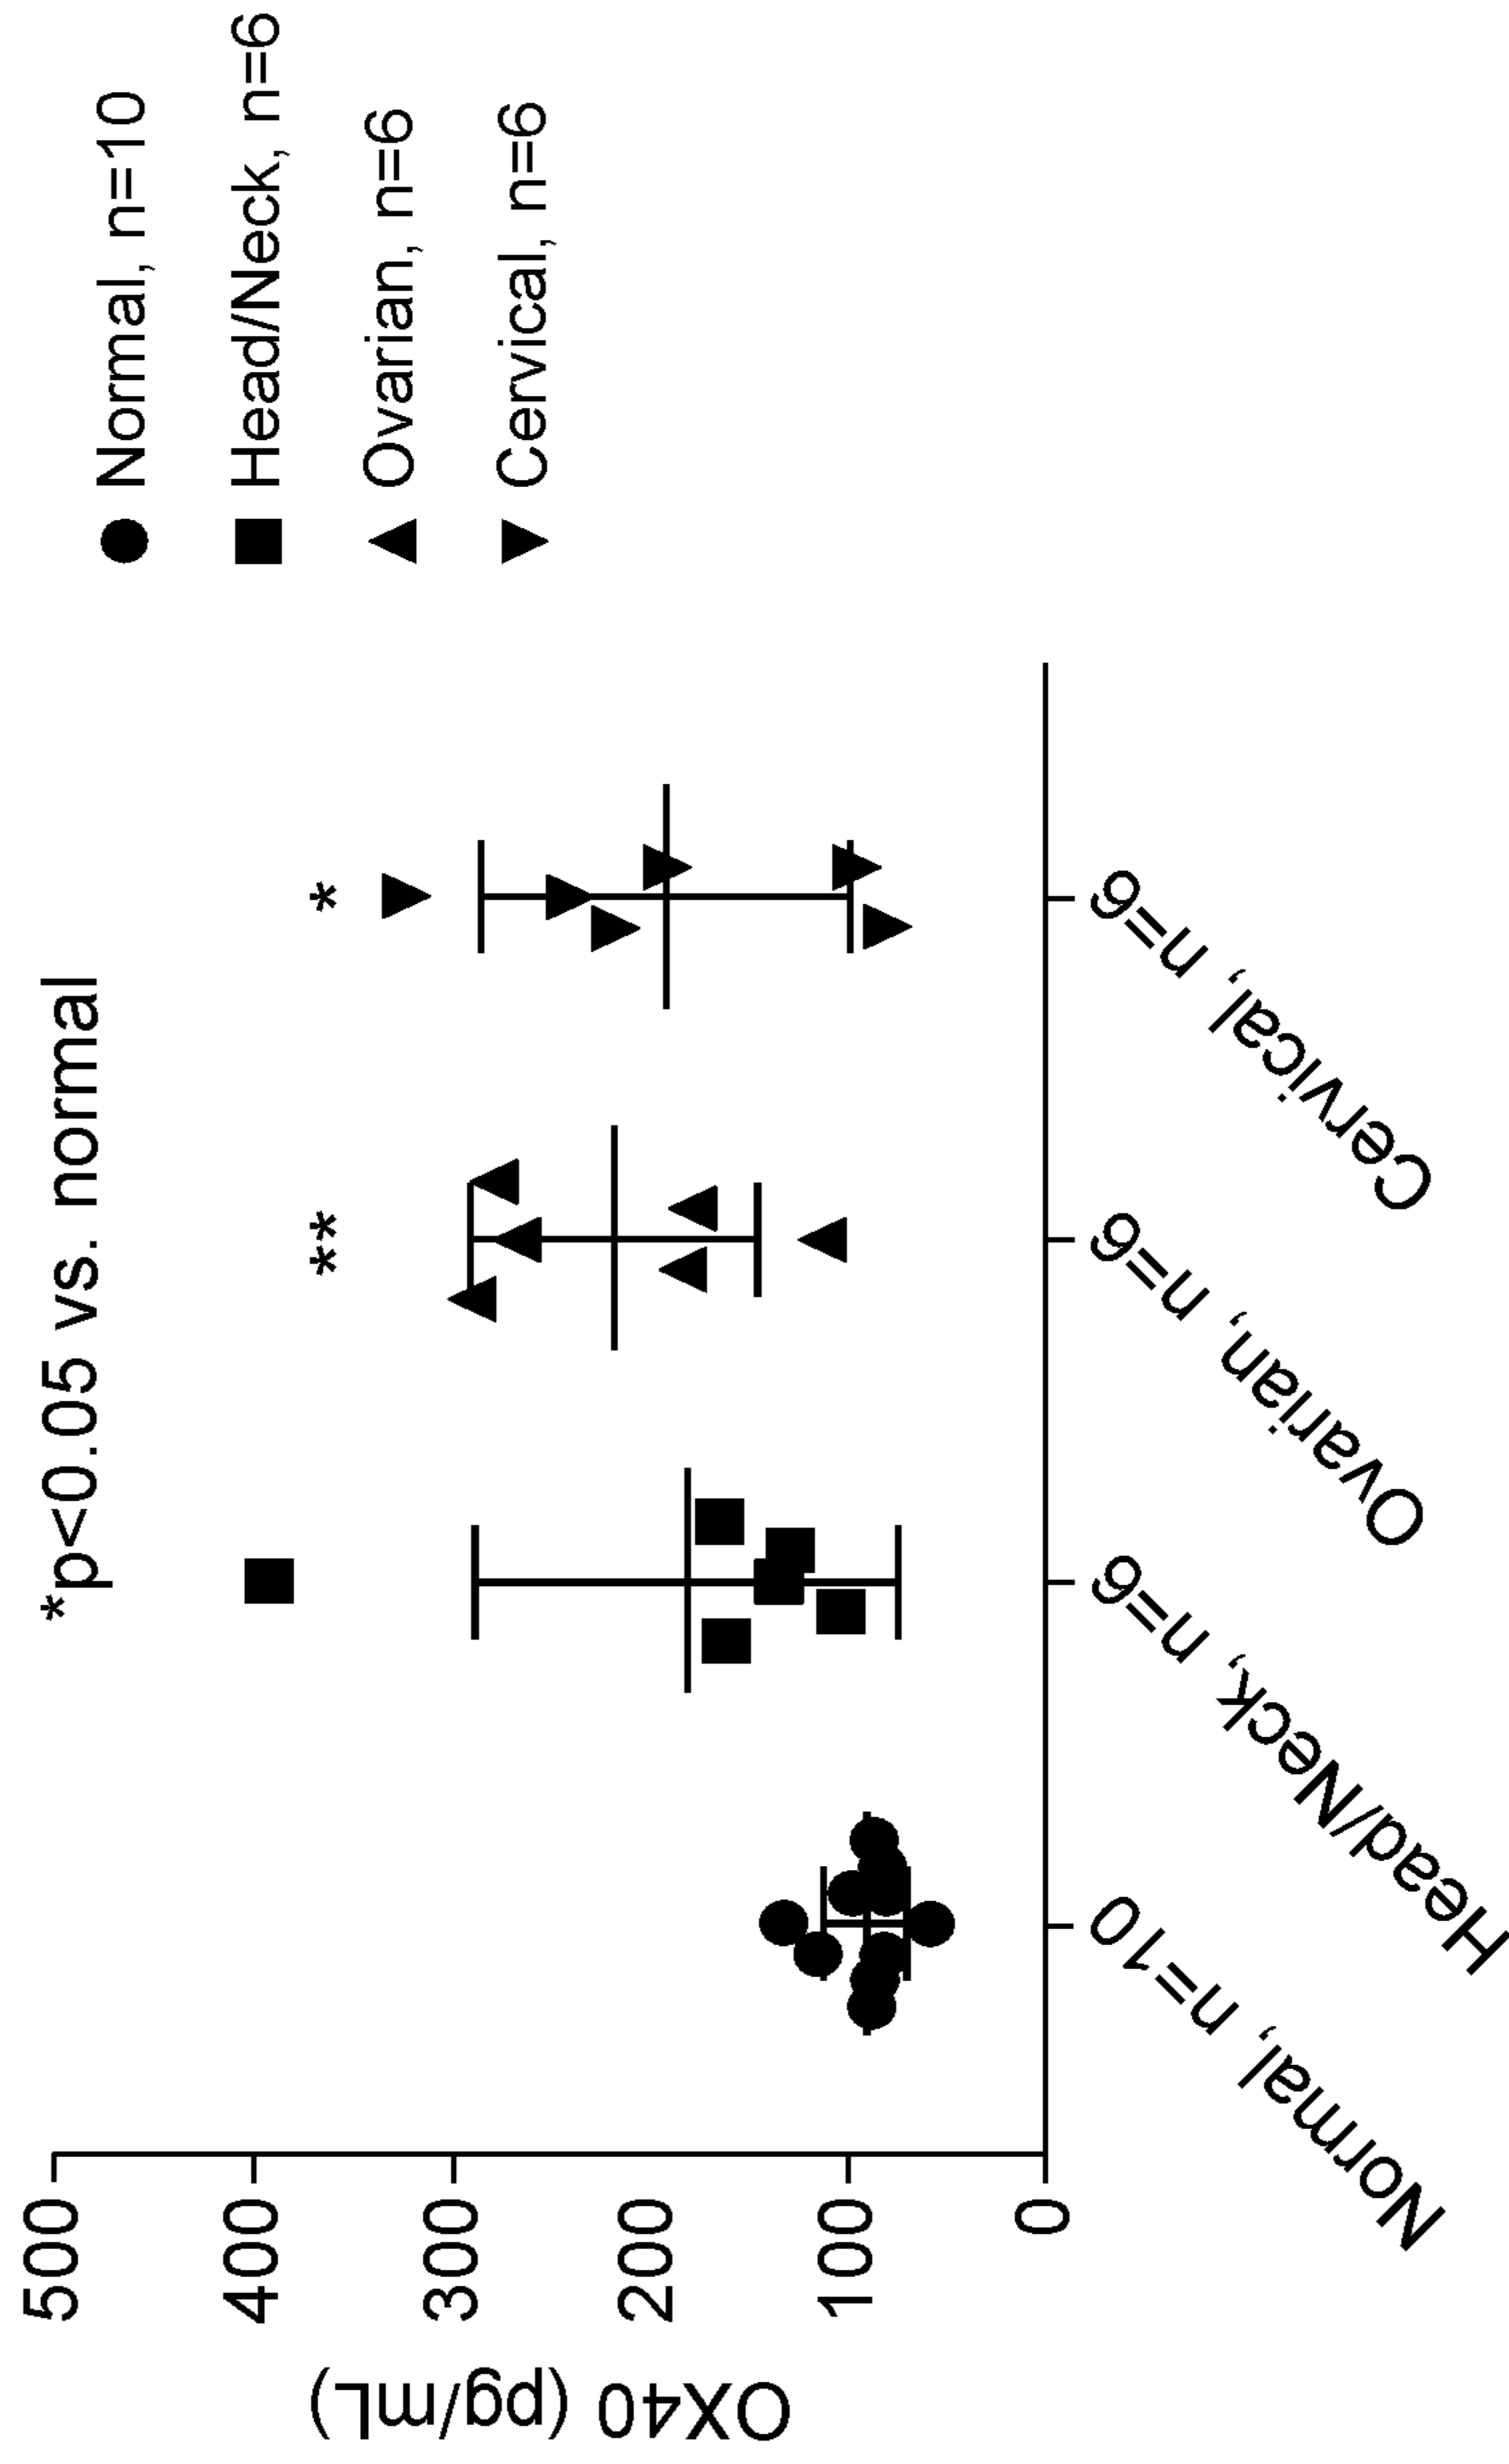 *p<0.05 vs. normal
Normal, n=10
Head/Neck, n=6
Ovarian, n=6
Cervical, n=6
**
*
OX40 (pg/mL)
500
400
300
200
100
0
Normal, n=10
Head/Neck, n=6
Ovarian, n=6
Cervical, n=6